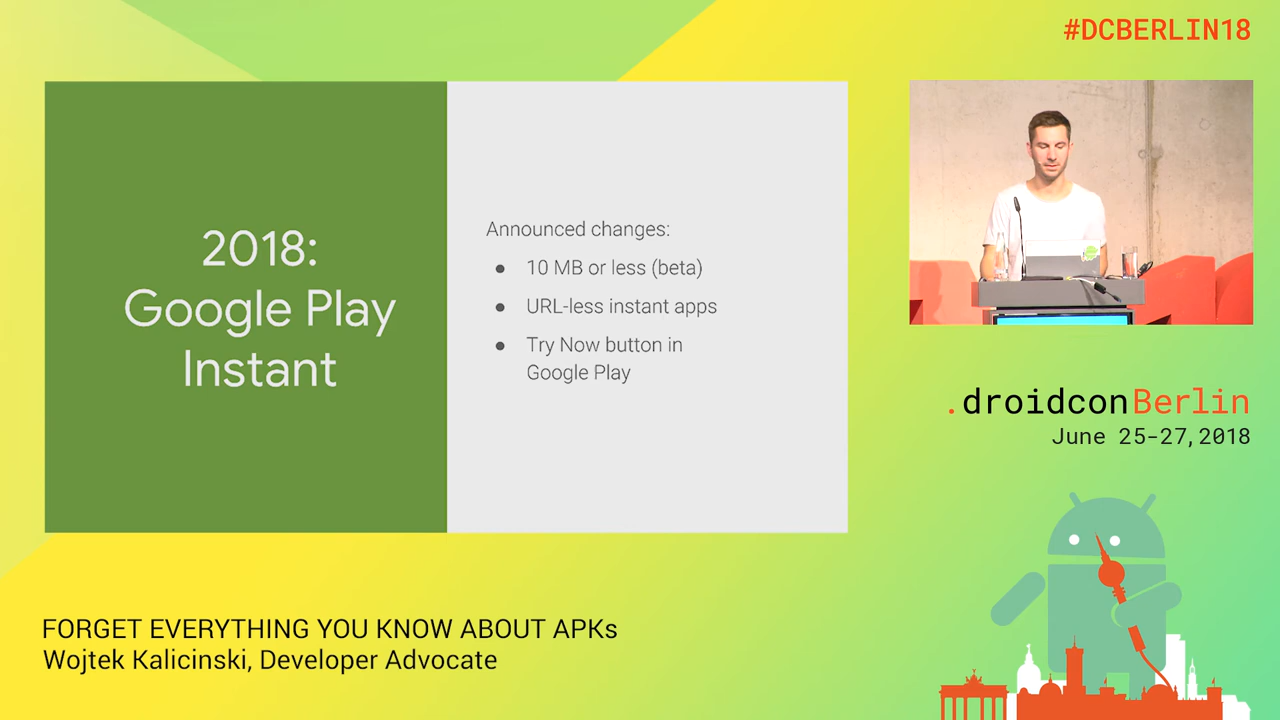 #DCBERLIN18
2018:
Google Play
Instant
Announced changes:
● 10 MB or less (beta)
● URL-less instant apps
● Try Now button in
Google Play
.droidconBerlin
June 25-27, 2018
FORGET EVERYTHING YOU KNOW ABOUT APKs
Wojtek Kalicinski, Developer Advocate